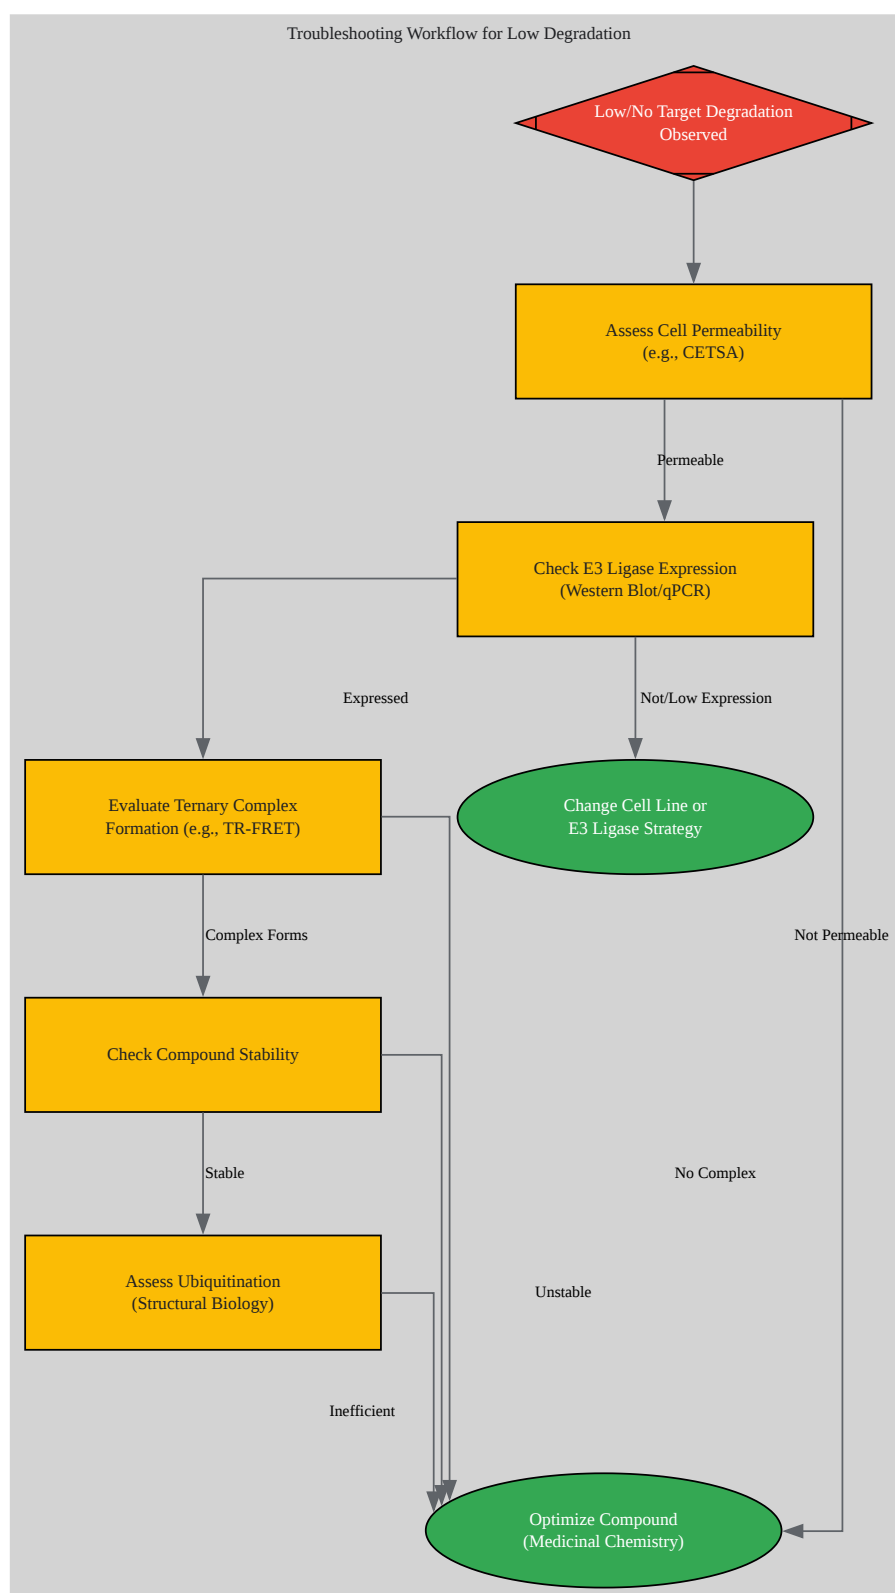 Troubleshooting Workflow for Low Degradation
Low/No Target Degradation
Observed
Assess Cell Permeability
(e.g., CETSA)
Permeable
Check E3 Ligase Expression
(Western Blot/qPCR)
Expressed
Not/Low Expression
Evaluate Ternary Complex
Formation (e.g., TR-FRET)
Change Cell Line or
E3 Ligase Strategy
Complex Forms
Not Permeable
Check Compound Stability
Stable
No Complex
Assess Ubiquitination
(Structural Biology)
Unstable
Inefficient
Optimize Compound
(Medicinal Chemistry)